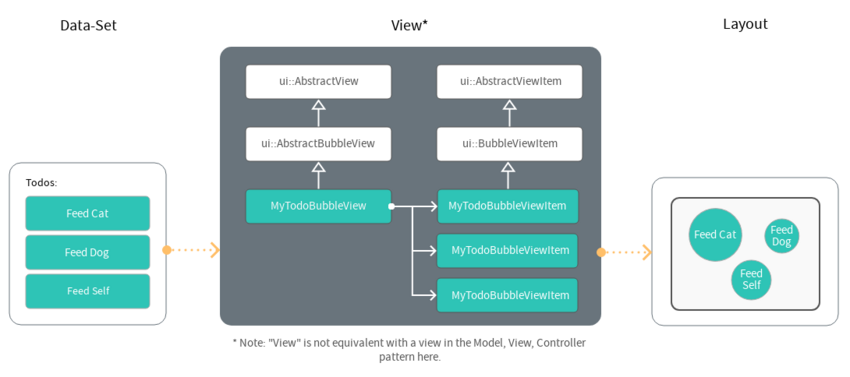 Data-Set
View*
Layout
ui::AbstractView
ui::AbstractViewItem
ui::AbstractBubbleView
ui::BubbleViewItem
Todos:
Feed Cat
Feed Dog
Feed Self
MyTodoBubbleView
MyTodoBubbleViewItem
MyTodoBubbleViewItem
MyTodoBubbleViewItem
Feed Cat
Feed
Dog
Feed
Self
* Note: "View" is not equivalent with a view in the Model, View, Controller
pattern here.